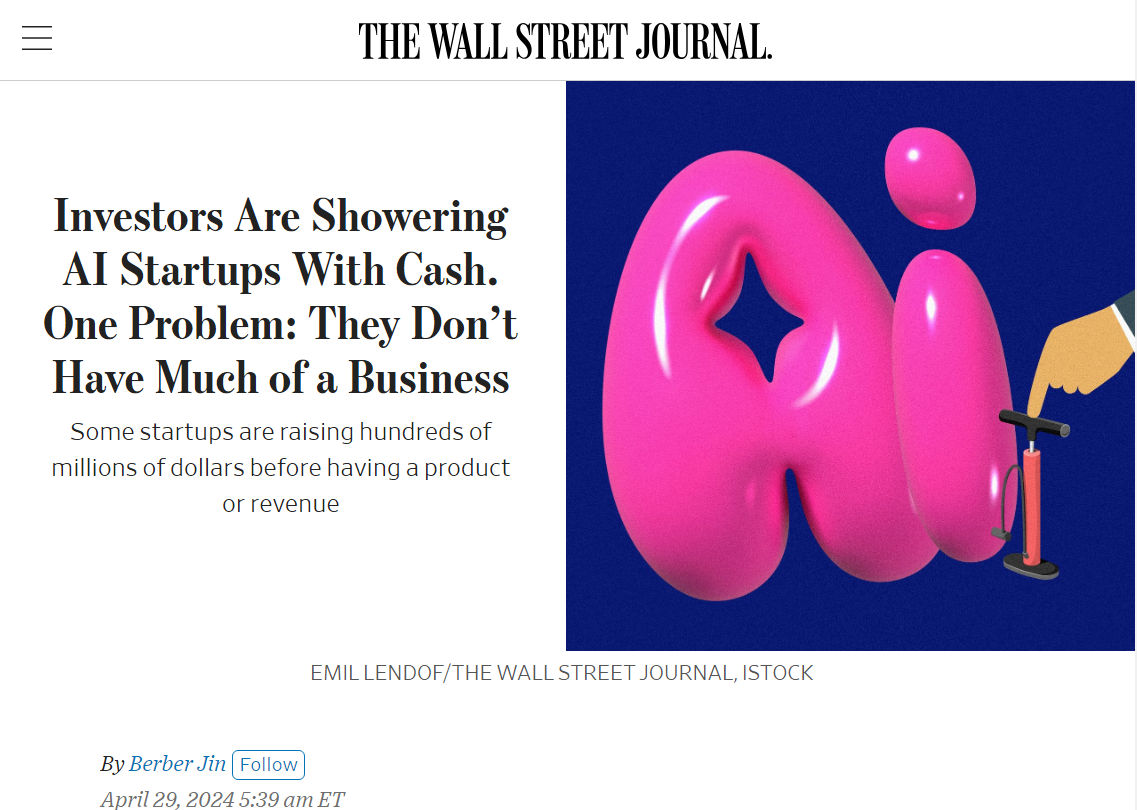 THE WALL STREET JOURNAL.
Investors Are Showering
AI Startups With Cash.
One Problem: They Don’t
Have Much of a Business
Some startups are raising hundreds of
millions of dollars before having a product
or revenue
Ai
EMIL LENDOF/THE WALL STREET JOURNAL, ISTOCK
By Berber Jin Follow
April 29, 2024 5:39 am ET